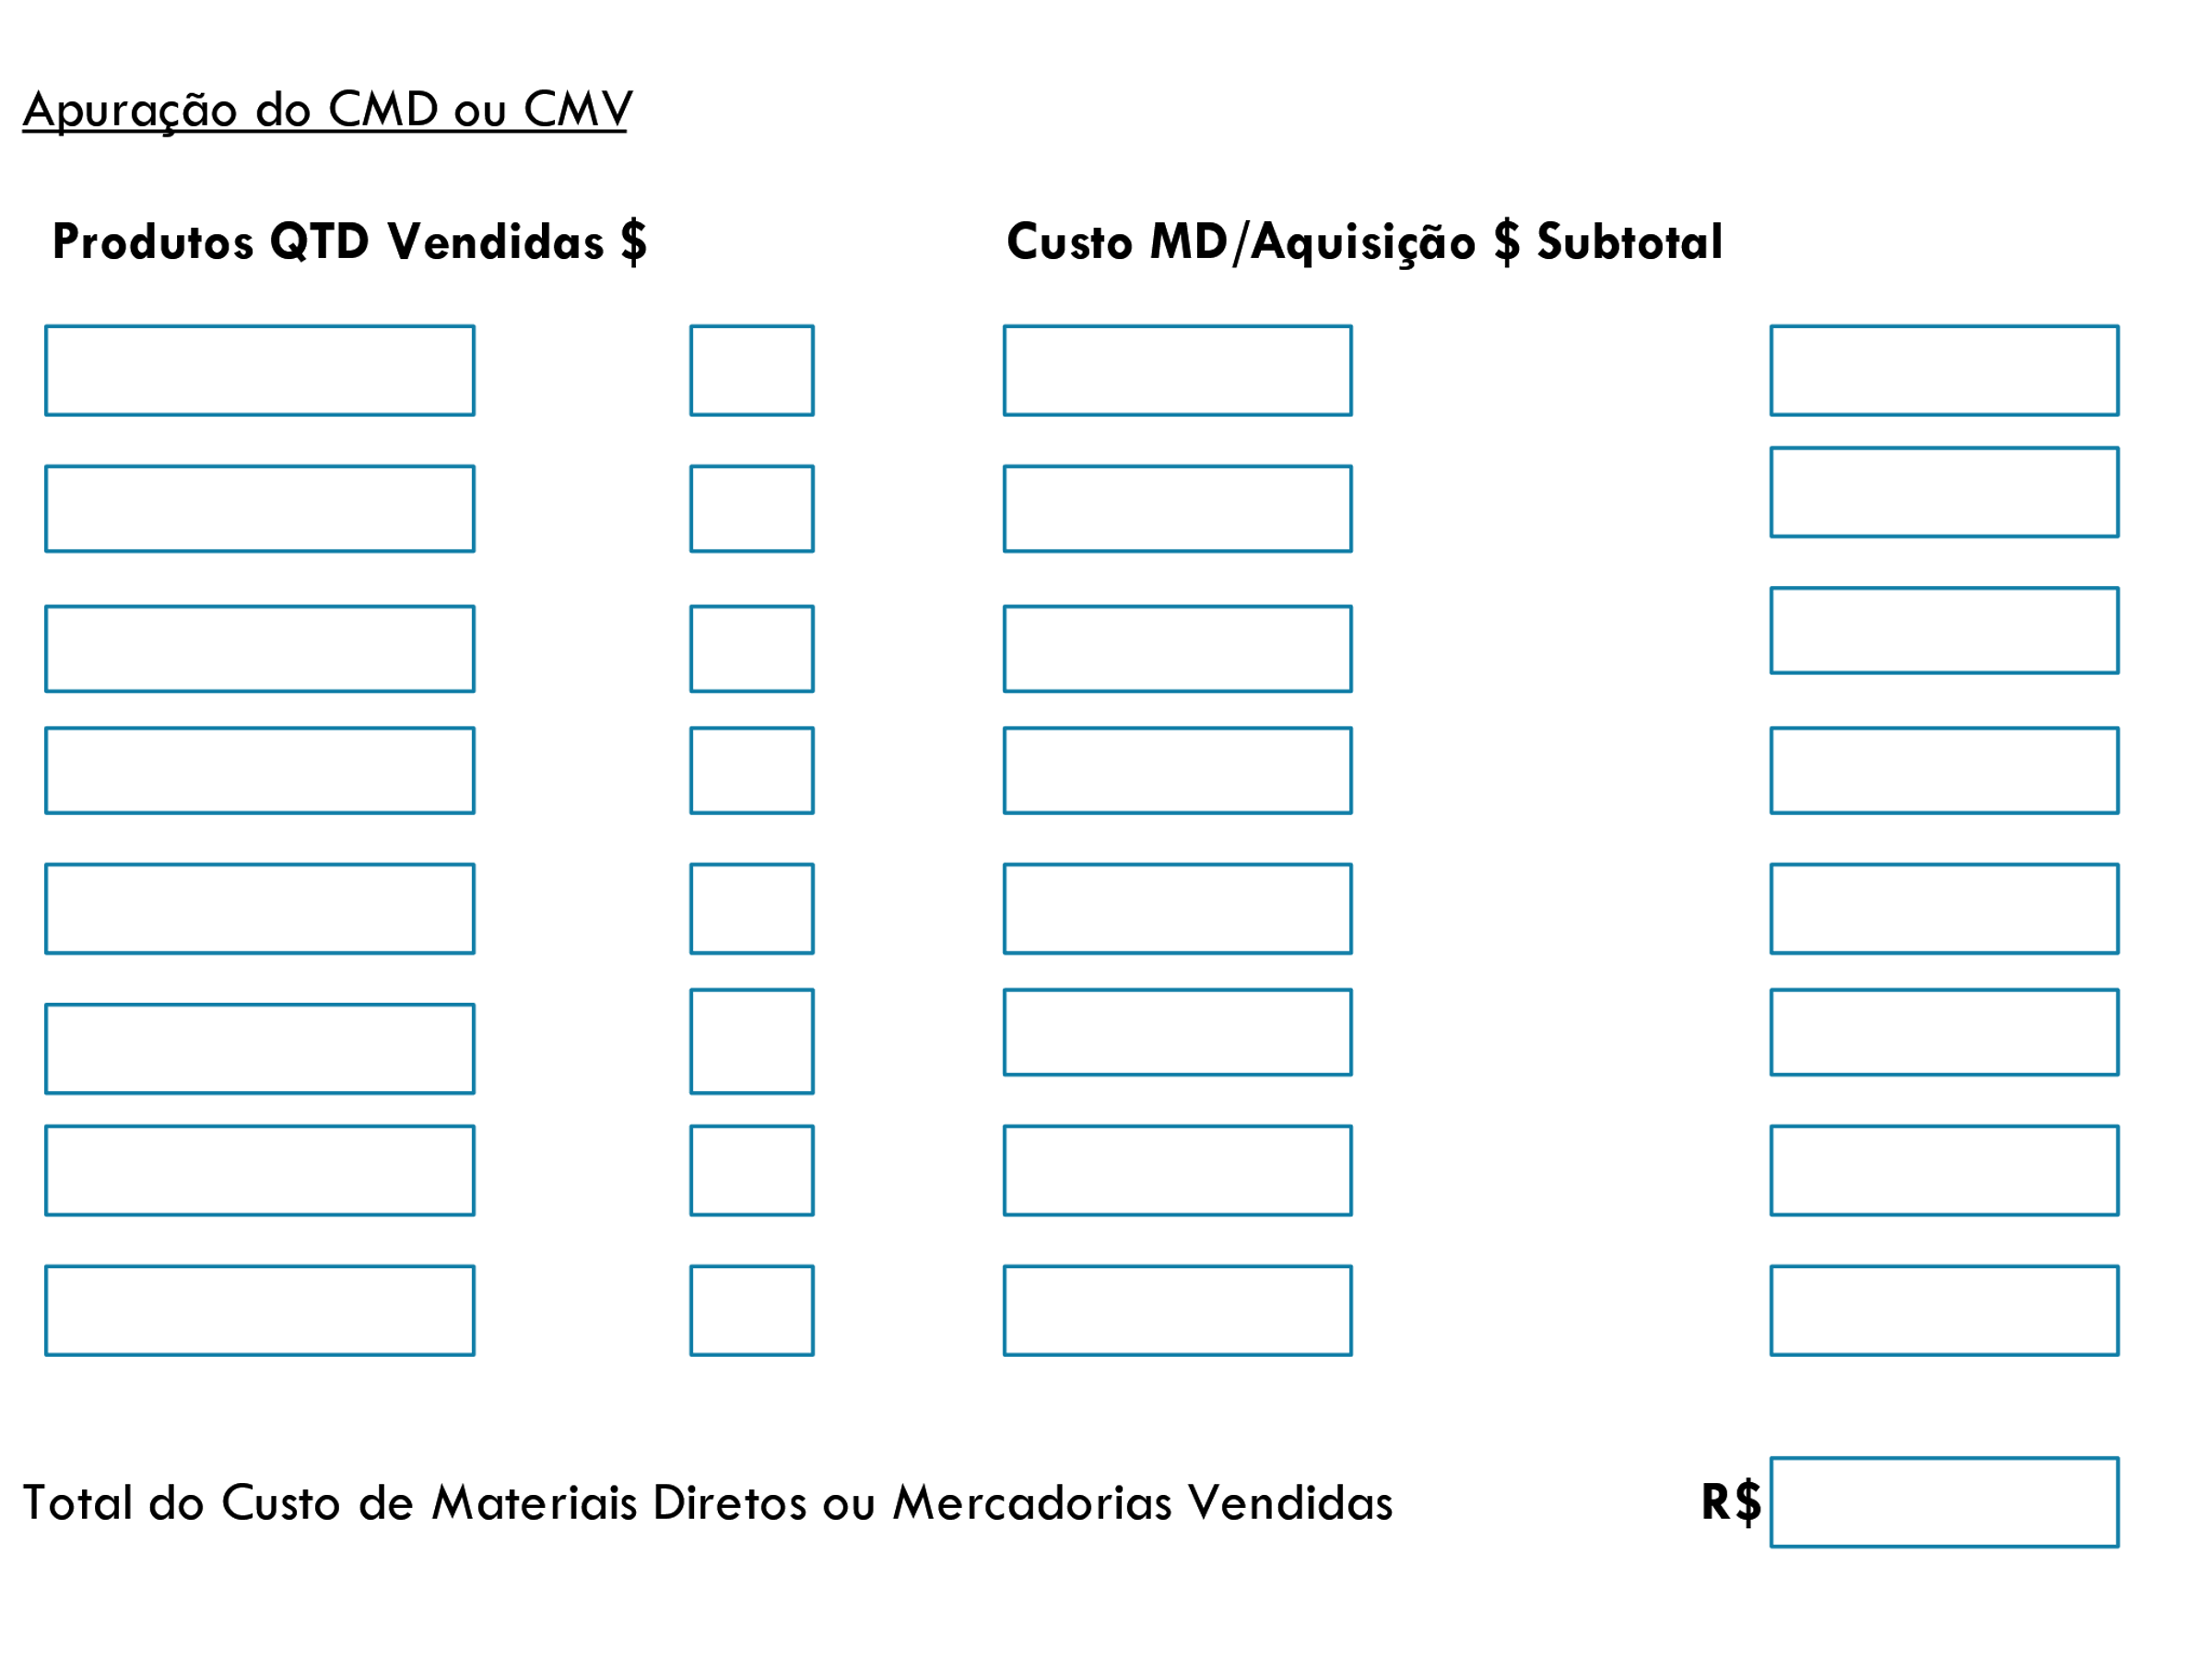 Apuração do CMD ou CMV
Produtos QTD Vendidas $ Custo MD/Aquisição $ Subtotal
Total do Custo de Materiais Diretos ou Mercadorias Vendidas R$